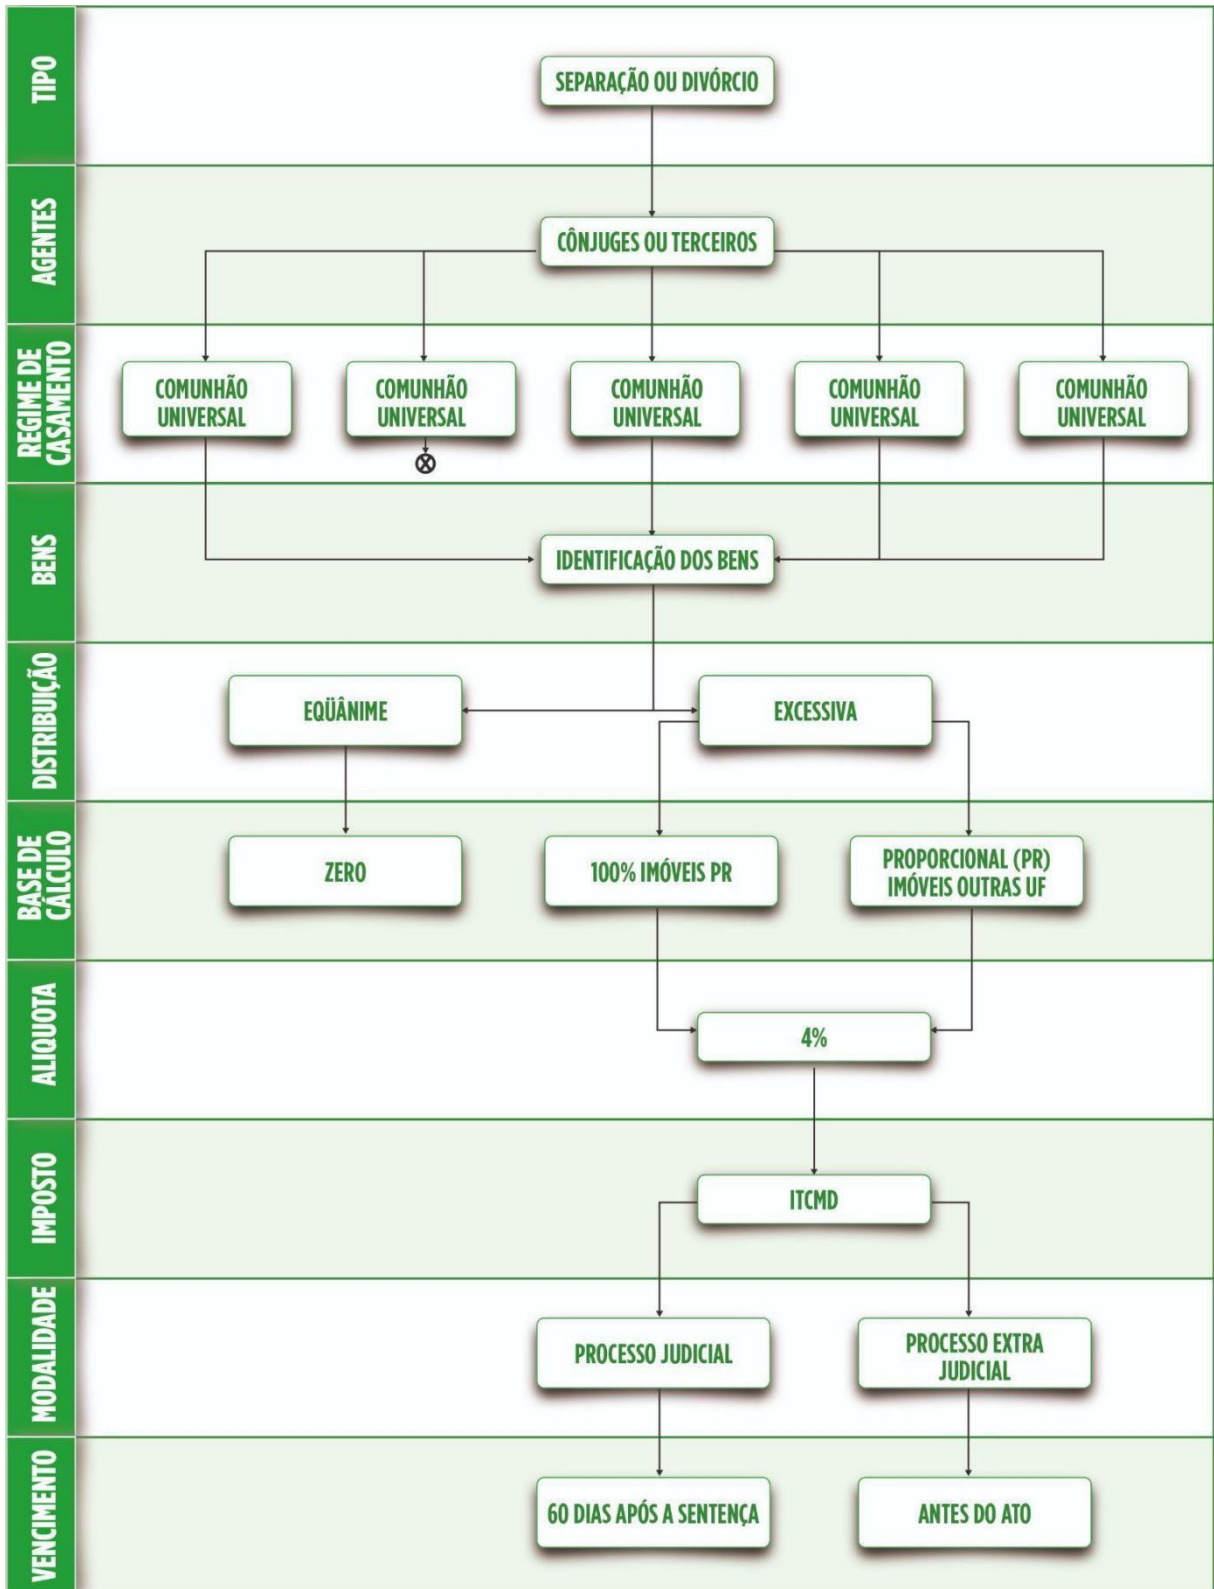 TIPO
SEPARAÇÃO OU DIVÓRCIO
AGENTES
CÔNJUGES OU TERCEIROS
REGIME DE
CASAMENTO
COMUNHÃO
UNIVERSAL
COMUNHÃO
UNIVERSAL
COMUNHÃO
UNIVERSAL
COMUNHÃO
UNIVERSAL
COMUNHÃO
UNIVERSAL
BENS
IDENTIFICAÇÃO DOS BENS
DISTRIBUIÇÃO
EQÜÂNIME
EXCESSIVA
BASE DE
CÁLCULO
ZERO
100% IMÓVEIS PR
PROPORCIONAL (PR)
IMÓVEIS OUTRAS UF
ALIQUOTA
4%
IMPOSTO
ITCMD
MODALIDADE
PROCESSO JUDICIAL
PROCESSO EXTRA
JUDICIAL
VENCIMENTO
60 DIAS APÓS A SENTENÇA
ANTES DO ATO